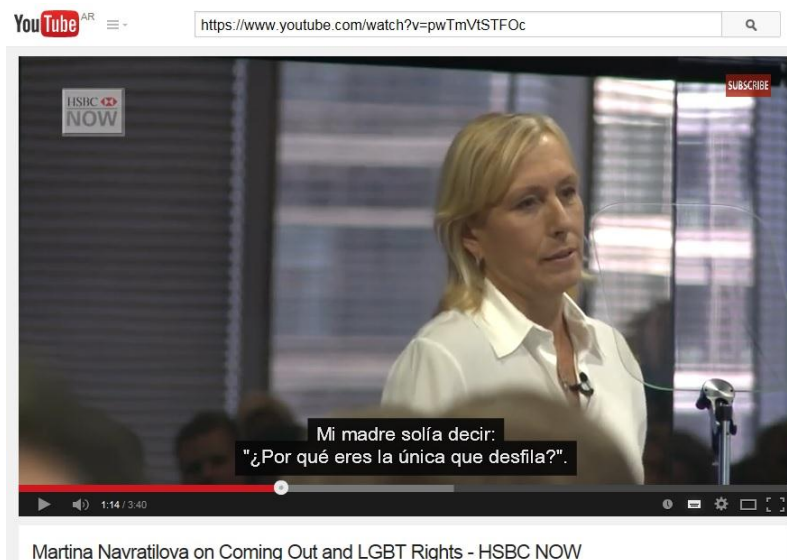 You Tube AR
https://www.youtube.com/watch?v=pwTmVtSTFOc
SUBSCRIBE
HSBC
NOW
Mi madre solía decir:
"¿Por qué eres la única que desfila?".
1:14 / 3:40
Martina Navratilova on Coming Out and LGBT Rights - HSBC NOW